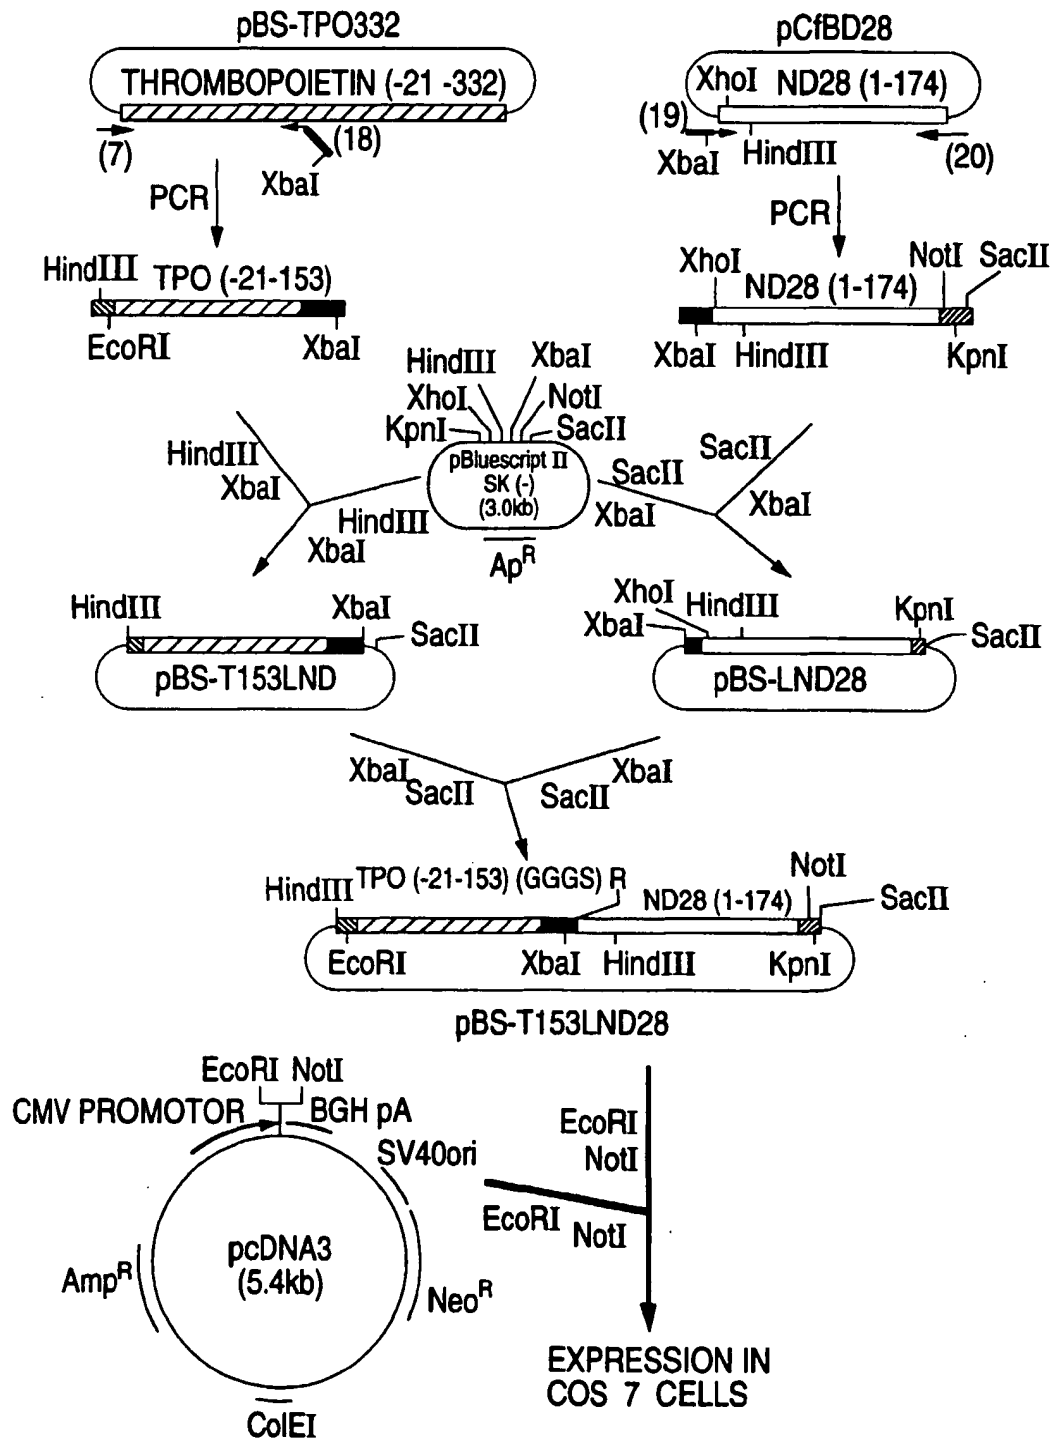 pBS-TPO332
THROMBOPOIETIN (-21 -332)
(7)
(18)
XbaI
PCR
pCfBD28
XhoI
ND28 (1-174)
(19)
XbaI
HindIII
(20)
PCR
HindIII
TPO (-21-153)
EcoRI
XbaI
XhoI
NotI
SacII
ND28 (1-174)
XbaI
HindIII
KpnI
HindIII
XbaI
XhoI
NotI
KpnI
SacII
pBluescript II
SK (-)
(3.0kb)
Ap^R
HindIII
XbaI
HindIII
XbaI
SacII
XbaI
SacII
XbaI
HindIII
XbaI
SacII
pBS-T153LND
XhoI
HindIII
KpnI
XbaI
SacII
pBS-LND28
XbaI
SacII
XbaI
SacII
HindIII
TPO (-21-153) (GGGS) R
ND28 (1-174)
NotI
SacII
EcoRI
XbaI
HindIII
KpnI
pBS-T153LND28
EcoRI NotI
CMV PROMOTOR
BGH pA
SV40ori
pcDNA3
(5.4kb)
Amp^R
Neo^R
ColEI
EcoRI
NotI
EcoRI
NotI
EXPRESSION IN
COS 7 CELLS